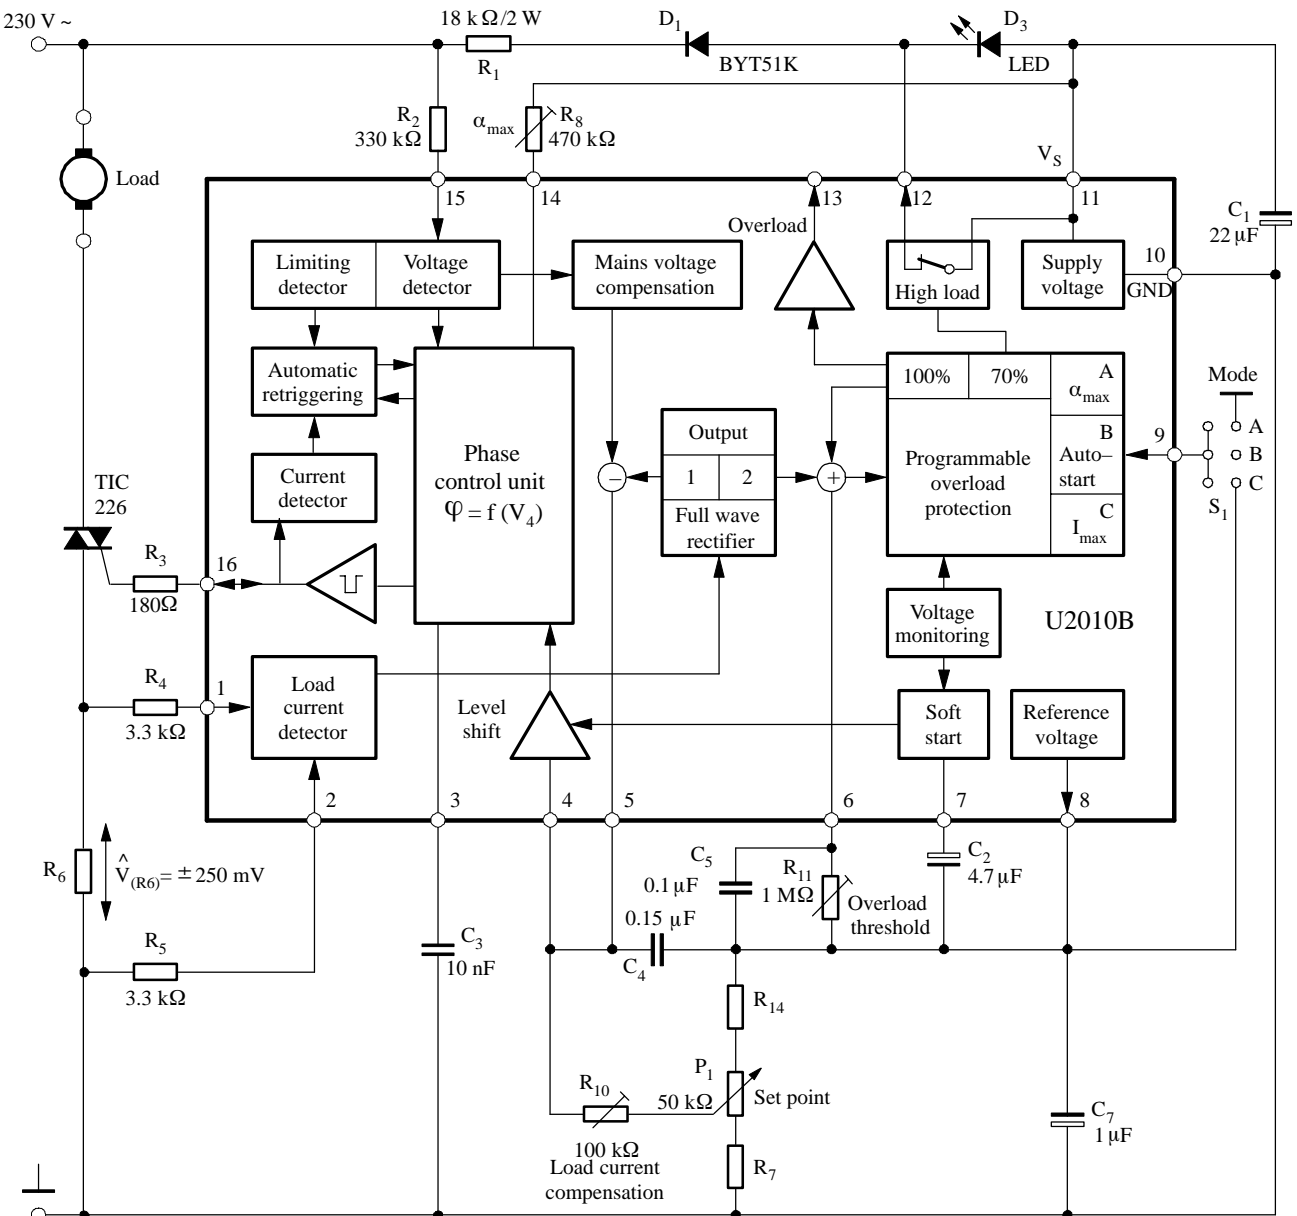 230 V ~
18 kΩ/2 W
R1
D1
BYT51K
D3
LED
R2
330 kΩ
αmax
R8
470 kΩ
Load
VS
15
14
13
12
11
C1
22 µF
10
GND
Overload
Limiting
detector
Voltage
detector
Mains voltage
compensation
High load
Supply
voltage
Automatic
retriggering
Phase
control unit
φ = f (V4)
100%
70%
A
αmax
Mode
A
B
C
S1
9
Output
1
2
Full wave
rectifier
−
+
Programmable
overload
protection
B
Auto–
start
C
Imax
Current
detector
TIC
226
R3
180Ω
16
Voltage
monitoring
U2010B
R4
3.3 kΩ
1
Load
current
detector
Level
shift
Soft
start
Reference
voltage
2
3
4
5
6
7
8
R6
^
V(R6)= ± 250 mV
C5
0.1 µF
R11
1 MΩ
Overload
threshold
C2
4.7 µF
0.15 µF
C4
R5
3.3 kΩ
C3
10 nF
R14
R10
100 kΩ
Load current
compensation
P1
50 kΩ
Set point
R7
C7
1 µF